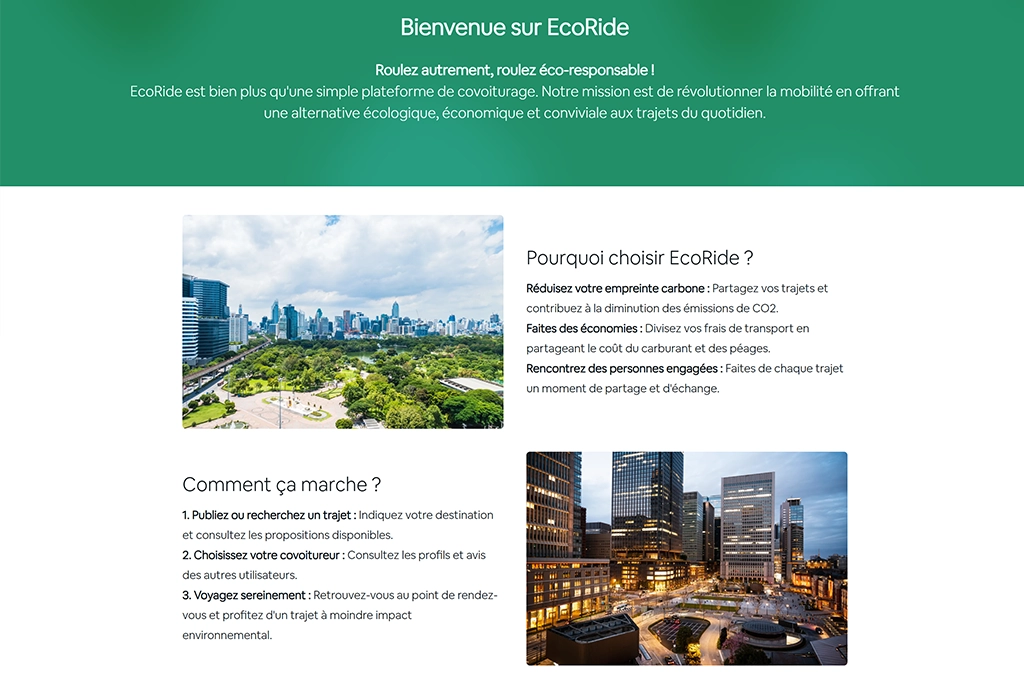 Bienvenue sur EcoRide
Roulez autrement, roulez éco-responsable !
EcoRide est bien plus qu'une simple plateforme de covoiturage. Notre mission est de révolutionner la mobilité en offrant
une alternative écologique, économique et conviviale aux trajets du quotidien.
Pourquoi choisir EcoRide ?
Réduisez votre empreinte carbone : Partagez vos trajets et
contribuez à la diminution des émissions de CO2.
Faites des économies : Divisez vos frais de transport en
partageant le coût du carburant et des péages.
Rencontrez des personnes engagées : Faites de chaque trajet
un moment de partage et d'échange.
Comment ça marche ?
1. Publiez ou recherchez un trajet : Indiquez votre destination
et consultez les propositions disponibles.
2. Choisissez votre covoitureur : Consultez les profils et avis
des autres utilisateurs.
3. Voyagez sereinement : Retrouvez-vous au point de rendez-
vous et profitez d'un trajet à moindre impact
environnemental.